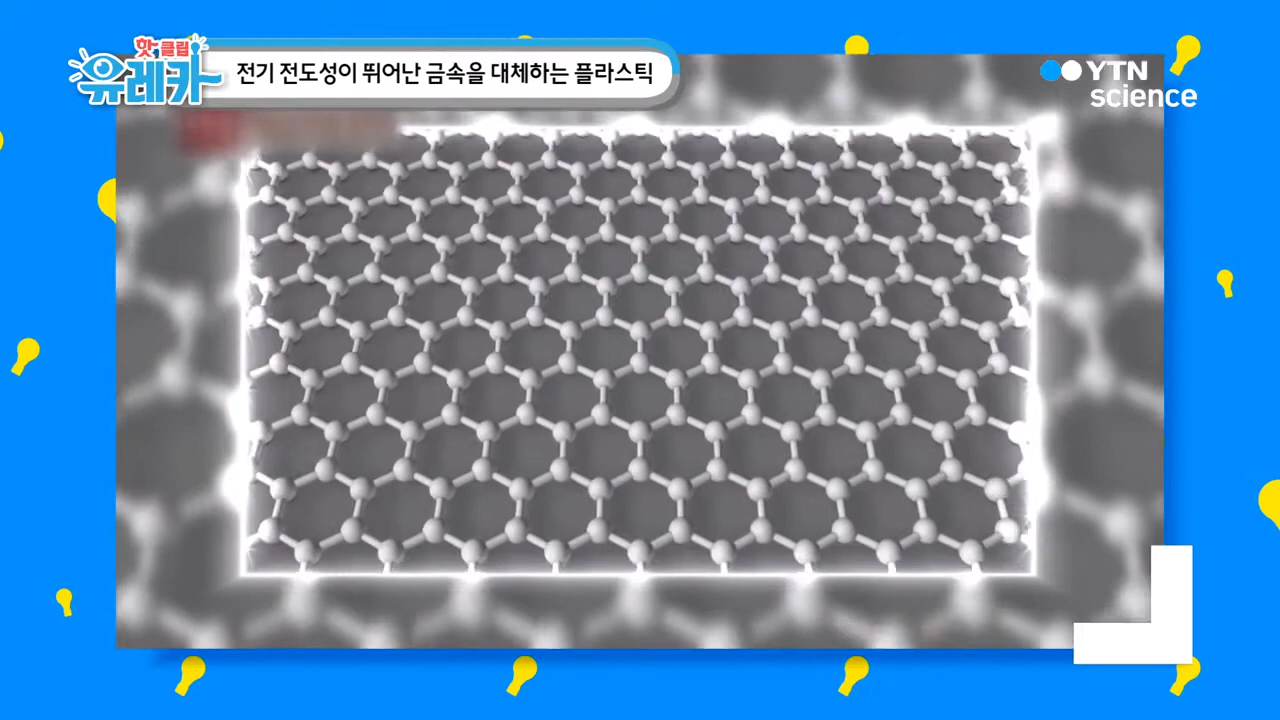 핫클립
유레카
전기 전도성이 뛰어난 금속을 대체하는 플라스틱
YTN
science